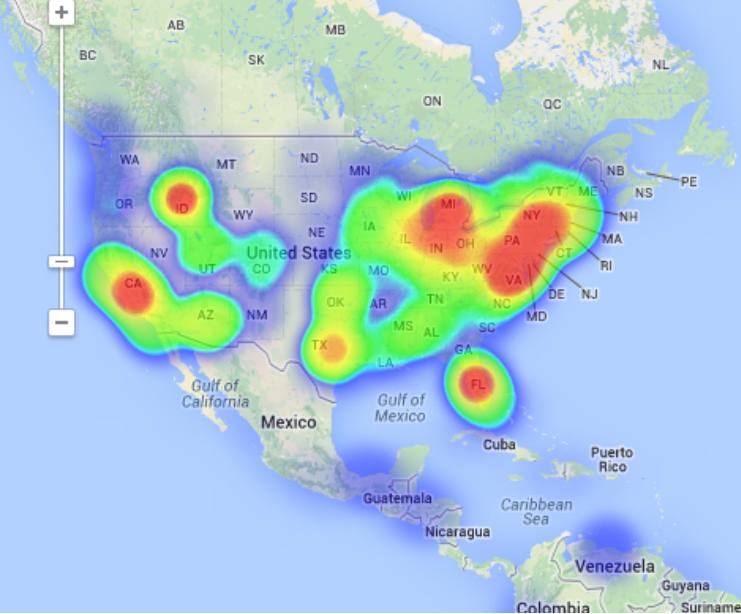 +
AB
MB
BC
SK
NL
ON
QC
WA
MT
ND
MN
NB
PE
OR
ID
SD
WI
MI
VT
ME
NS
WY
NE
IA
NY
NH
NV
United States
IL
IN
OH
PA
CT
MA
UT
CO
KS
MO
KY
WV
VA
RI
CA
AZ
NM
OK
AR
TN
NC
DE
NJ
MD
TX
MS
AL
SC
LA
GA
−
Gulf of
California
FL
Gulf of
Mexico
Mexico
Cuba
Puerto
Rico
Guatemala
Caribbean
Sea
Nicaragua
Venezuela
Guyana
Suriname
Colombia